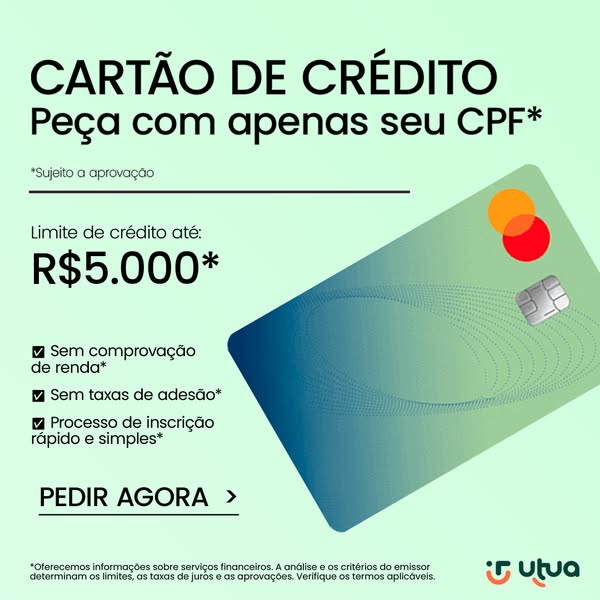 CARTÃO DE CRÉDITO
Peça com apenas seu CPF*
*Sujeito a aprovação
Limite de crédito até:
R$5.000*
Sem comprovação
de renda*
Sem taxas de adesão*
Processo de inscrição
rápido e simples*
PEDIR AGORA >
*Oferecemos informações sobre serviços financeiros. A análise e os critérios do emissor
determinam os limites, as taxas de juros e as aprovações. Verifique os termos aplicáveis.
utua